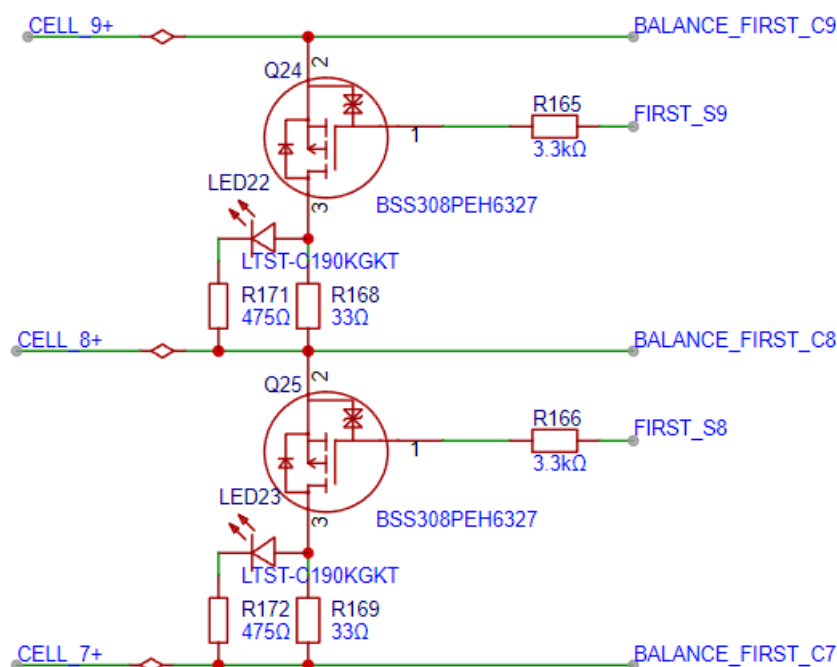 CELL_9+
BALANCE_FIRST_C9
Q24
2
R165
FIRST_S9
1
3.3kΩ
LED22
3
BSS308PEH6327
LTST-C190KGKT
R171
R168
475Ω
33Ω
CELL_8+
BALANCE_FIRST_C8
Q25
2
R166
FIRST_S8
1
3.3kΩ
LED23
3
BSS308PEH6327
LTST-C190KGKT
R172
R169
475Ω
33Ω
CELL_7+
BALANCE_FIRST_C7